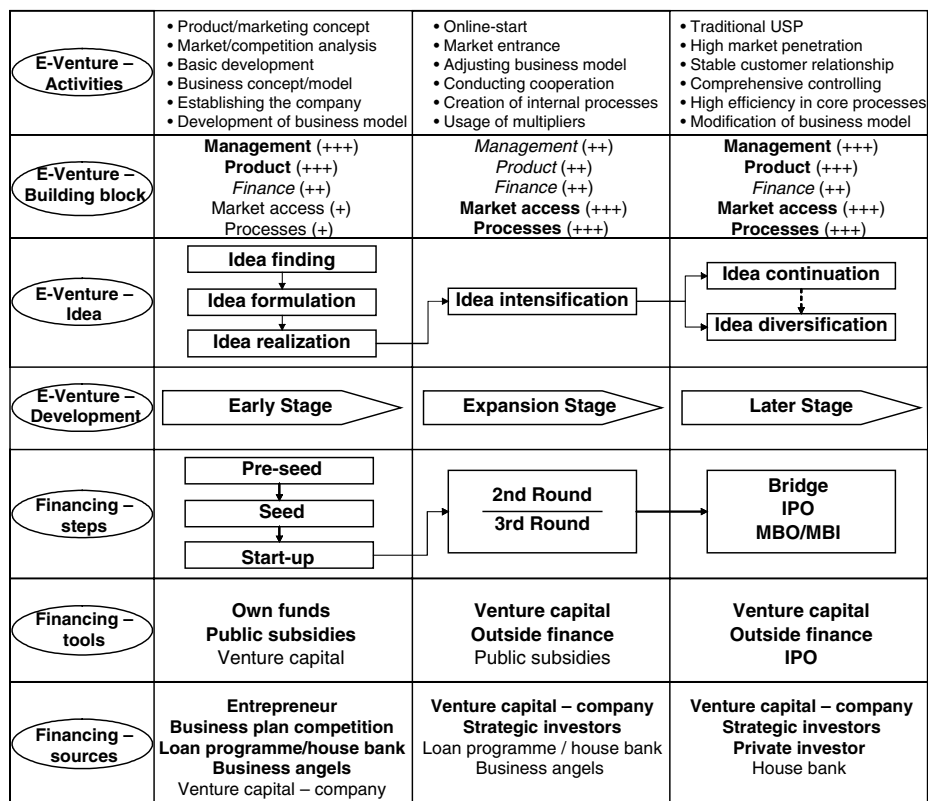 E-Venture –
Activities
• Product/marketing concept
• Market/competition analysis
• Basic development
• Business concept/model
• Establishing the company
• Development of business model
• Online-start
• Market entrance
• Adjusting business model
• Conducting cooperation
• Creation of internal processes
• Usage of multipliers
• Traditional USP
• High market penetration
• Stable customer relationship
• Comprehensive controlling
• High efficiency in core processes
• Modification of business model
E-Venture –
Building block
Management (+++)
Product (+++)
Finance (++)
Market access (+)
Processes (+)
Management (++)
Product (++)
Finance (++)
Market access (+++)
Processes (+++)
Management (+++)
Product (+++)
Finance (++)
Market access (+++)
Processes (+++)
E-Venture –
Idea
Idea finding
Idea formulation
Idea realization
Idea intensification
Idea continuation
Idea diversification
E-Venture –
Development
Early Stage
Expansion Stage
Later Stage
Financing –
steps
Pre-seed
Seed
Start-up
2nd Round
3rd Round
Bridge
IPO
MBO/MBI
Financing –
tools
Own funds
Public subsidies
Venture capital
Venture capital
Outside finance
Public subsidies
Venture capital
Outside finance
IPO
Financing –
sources
Entrepreneur
Business plan competition
Loan programme/house bank
Business angels
Venture capital – company
Venture capital – company
Strategic investors
Loan programme / house bank
Business angels
Venture capital – company
Strategic investors
Private investor
House bank